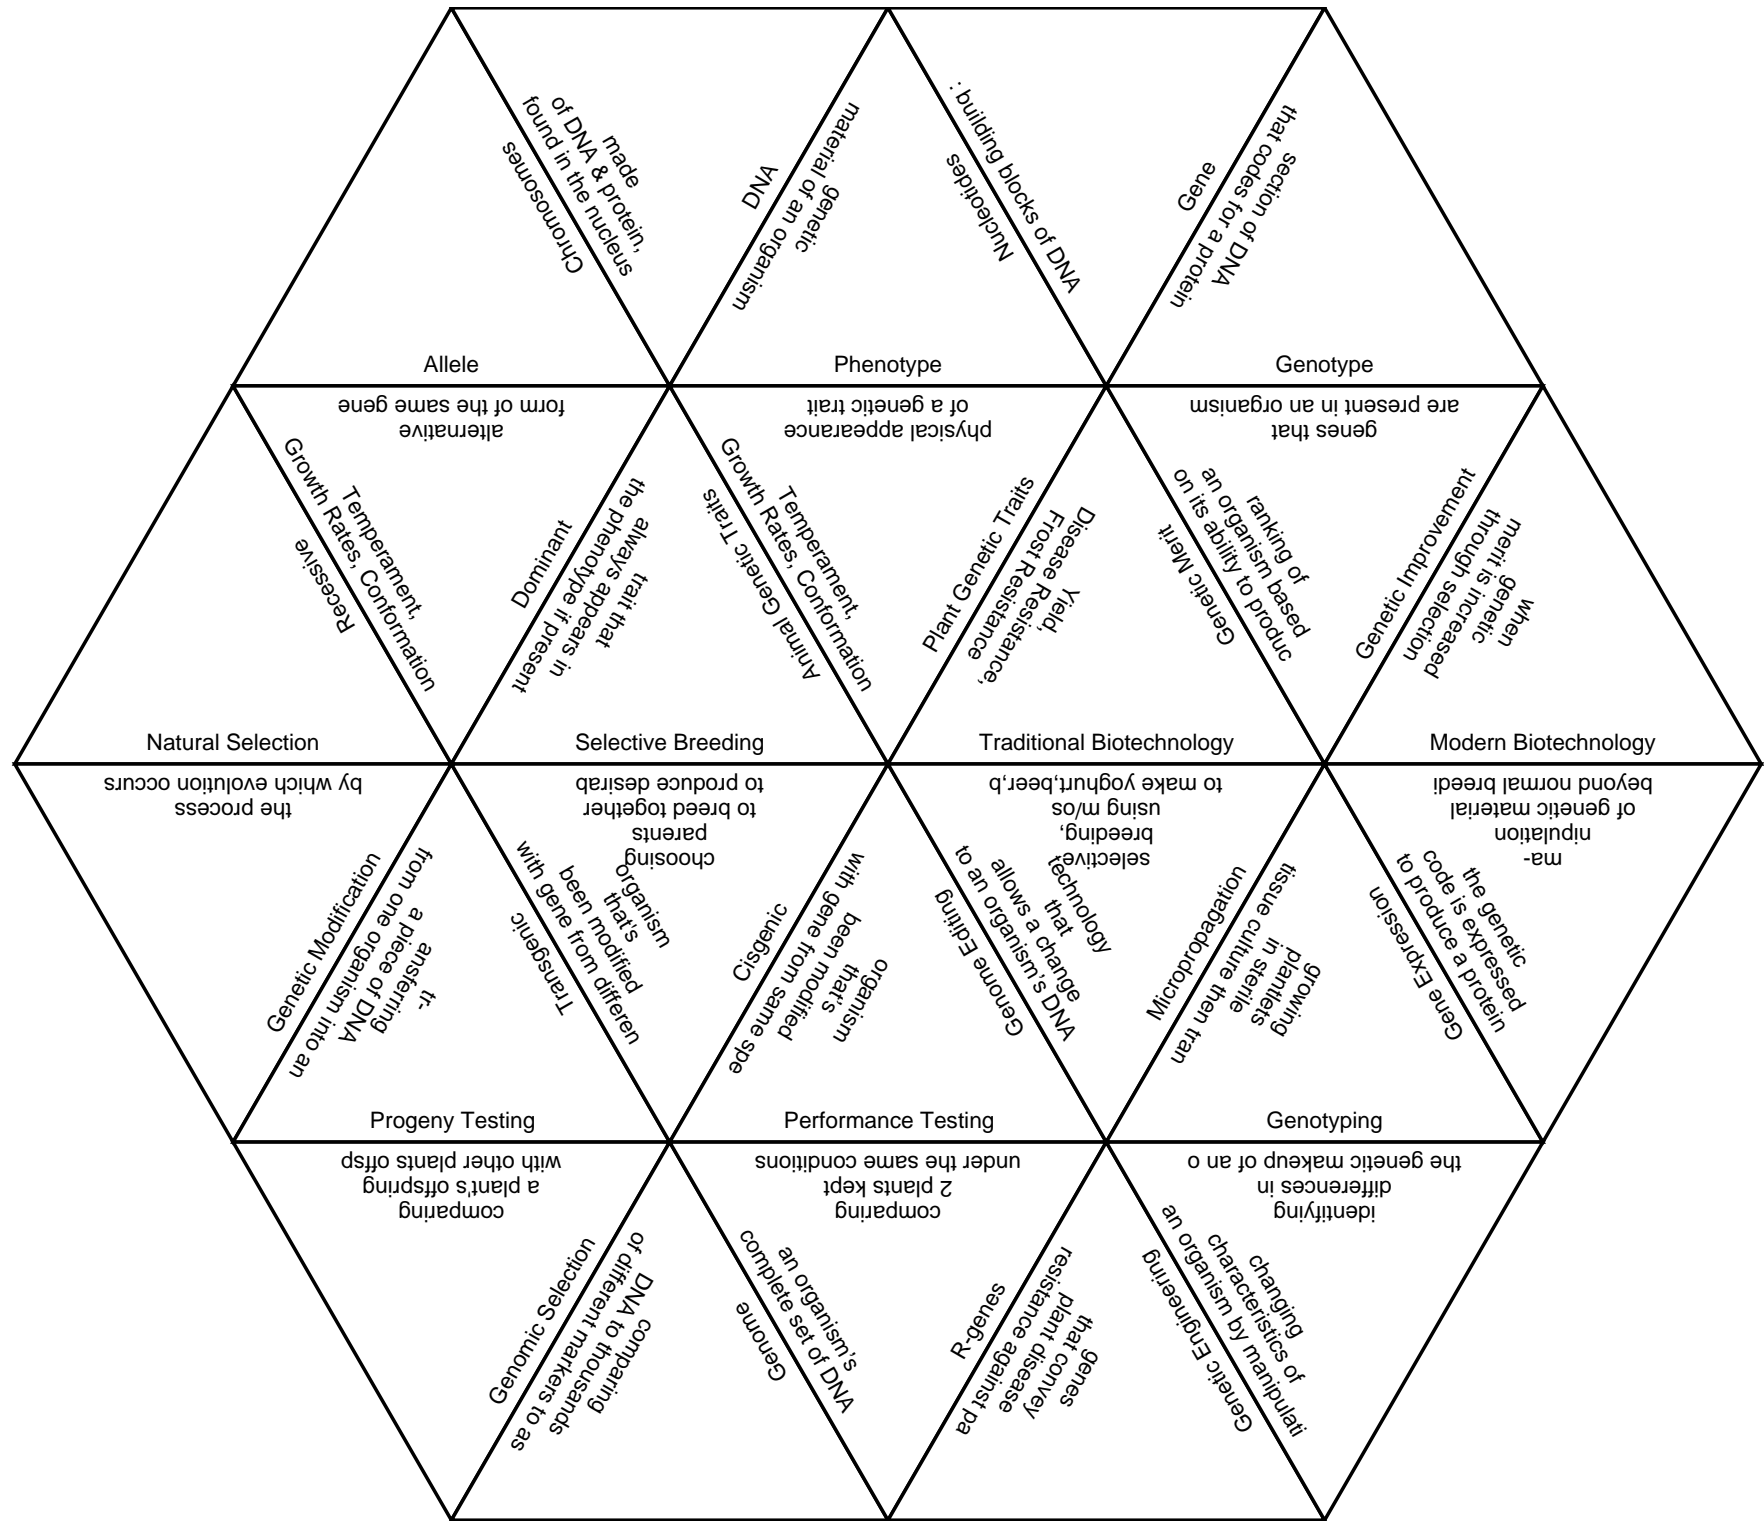 made
of DNA & protein,
found in the nucleus
Chromosomes
DNA
genetic
material of an organism
: building blocks of DNA
Nucleotides
Gene
section of DNA
that codes for a protein
Allele
alternative
form of the same gene
Phenotype
physical appearance
of a genetic trait
Genotype
genes that
are present in an organism
Temperament,
Growth Rates, Conformation
Recessive
Dominant
trait that
always appears in
the phenotype if present
Temperament,
Growth Rates, Conformation
Animal Genetic Traits
Plant Genetic Traits
Yield,
Disease Resistance,
Frost Resistance
ranking of
an organism based
on its ability to produc
Genetic Merit
Genetic Improvement
when
genetic
merit is increased
through selection
Natural Selection
the process
by which evolution occurs
Selective Breeding
choosing
parents
to breed together
to produce desirab
Traditional Biotechnology
selective
breeding,
using m/os
to make yoghurt,beer,b
Modern Biotechnology
ma-
nipulation
of genetic material
beyond normal breedi
Genetic Modification
tr-
ansferring
a piece of DNA
from one organism into an
organism
that's
been modified
with gene from differen
Transgenic
Cisgenic
organism
that's
been modified
with gene from same spe
technology
that
allows a change
to an organism's DNA
Genome Editing
Micropropagation
growing
plantlets
in sterile
tissue culture then tran
the genetic
code is expressed
to produce a protein
Gene Expression
Progeny Testing
comparing
a plant's offspring
with other plants offsp
Performance Testing
comparing
2 plants kept
under the same conditions
Genotyping
identifying
differences in
the genetic makeup of an o
Genomic Selection
comparing
DNA to thousands
of different markers to as
an organism's
complete set of DNA
Genome
R-genes
genes
that convey
plant disease
resistance against pa
changing
characteristics of
an organism by manipulati
Genetic Engineering